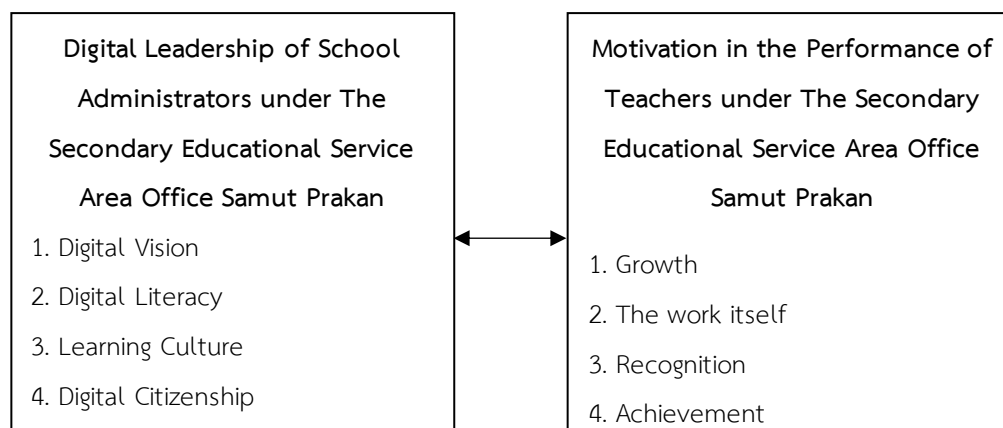 Digital Leadership of School
Administrators under The
Secondary Educational Service
Area Office Samut Prakan
1. Digital Vision
2. Digital Literacy
3. Learning Culture
4. Digital Citizenship
Motivation in the Performance of
Teachers under The Secondary
Educational Service Area Office
Samut Prakan
1. Growth
2. The work itself
3. Recognition
4. Achievement